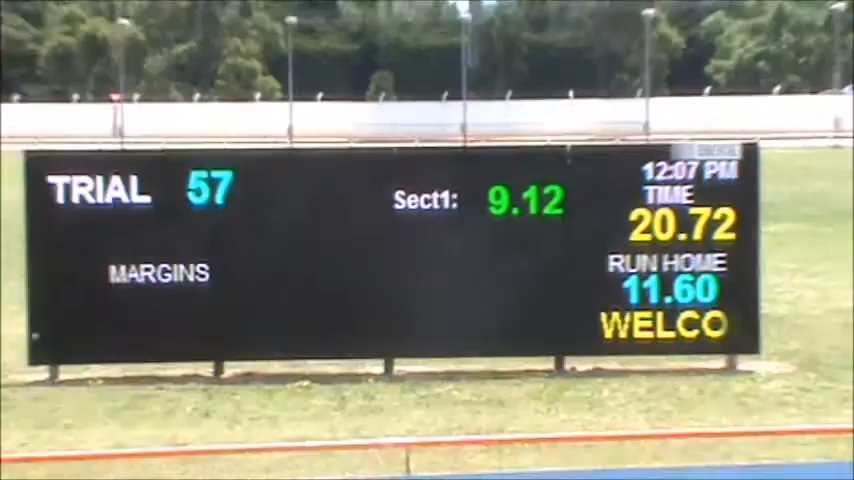 TRIAL 57
Sect1: 9.12
12:07 PM
TIME
20.72
MARGINS
RUN HOME
11.60
WELCO